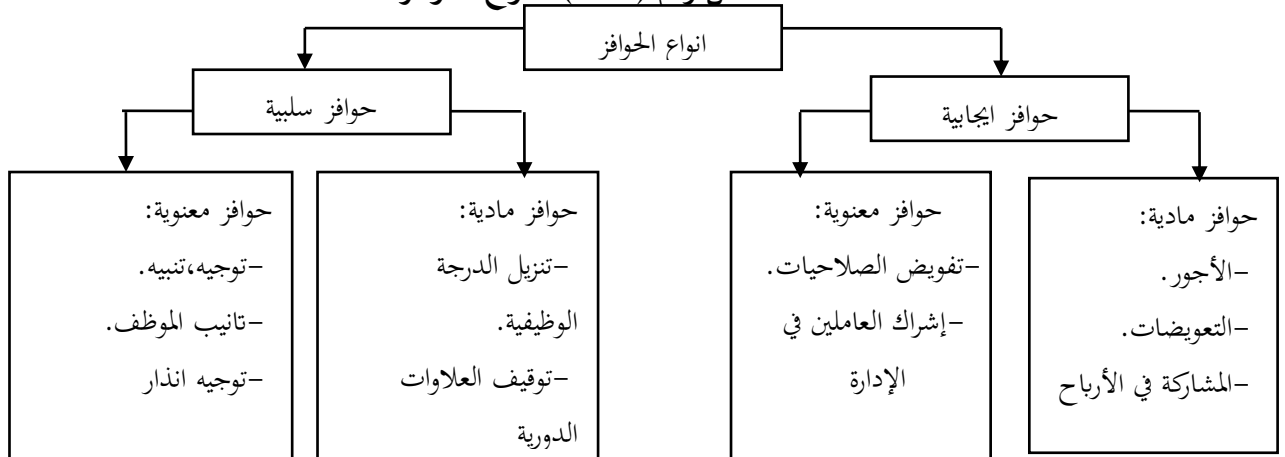 انواع الحوافز
حوافز ايجابية
حوافز سلبية
حوافز مادية:
-الأجور.
-التعويضات.
-المشاركة في الأرباح
حوافز معنوية:
-تفويض الصلاحيات.
-إشراك العاملين في
الإدارة
حوافز مادية:
-تنزيل الدرجة
الوظيفية.
-توقيف العلاوات
الدورية
حوافز معنوية:
-توجيه،تنبيه.
-تانيب الموظف.
-توجيه انذار